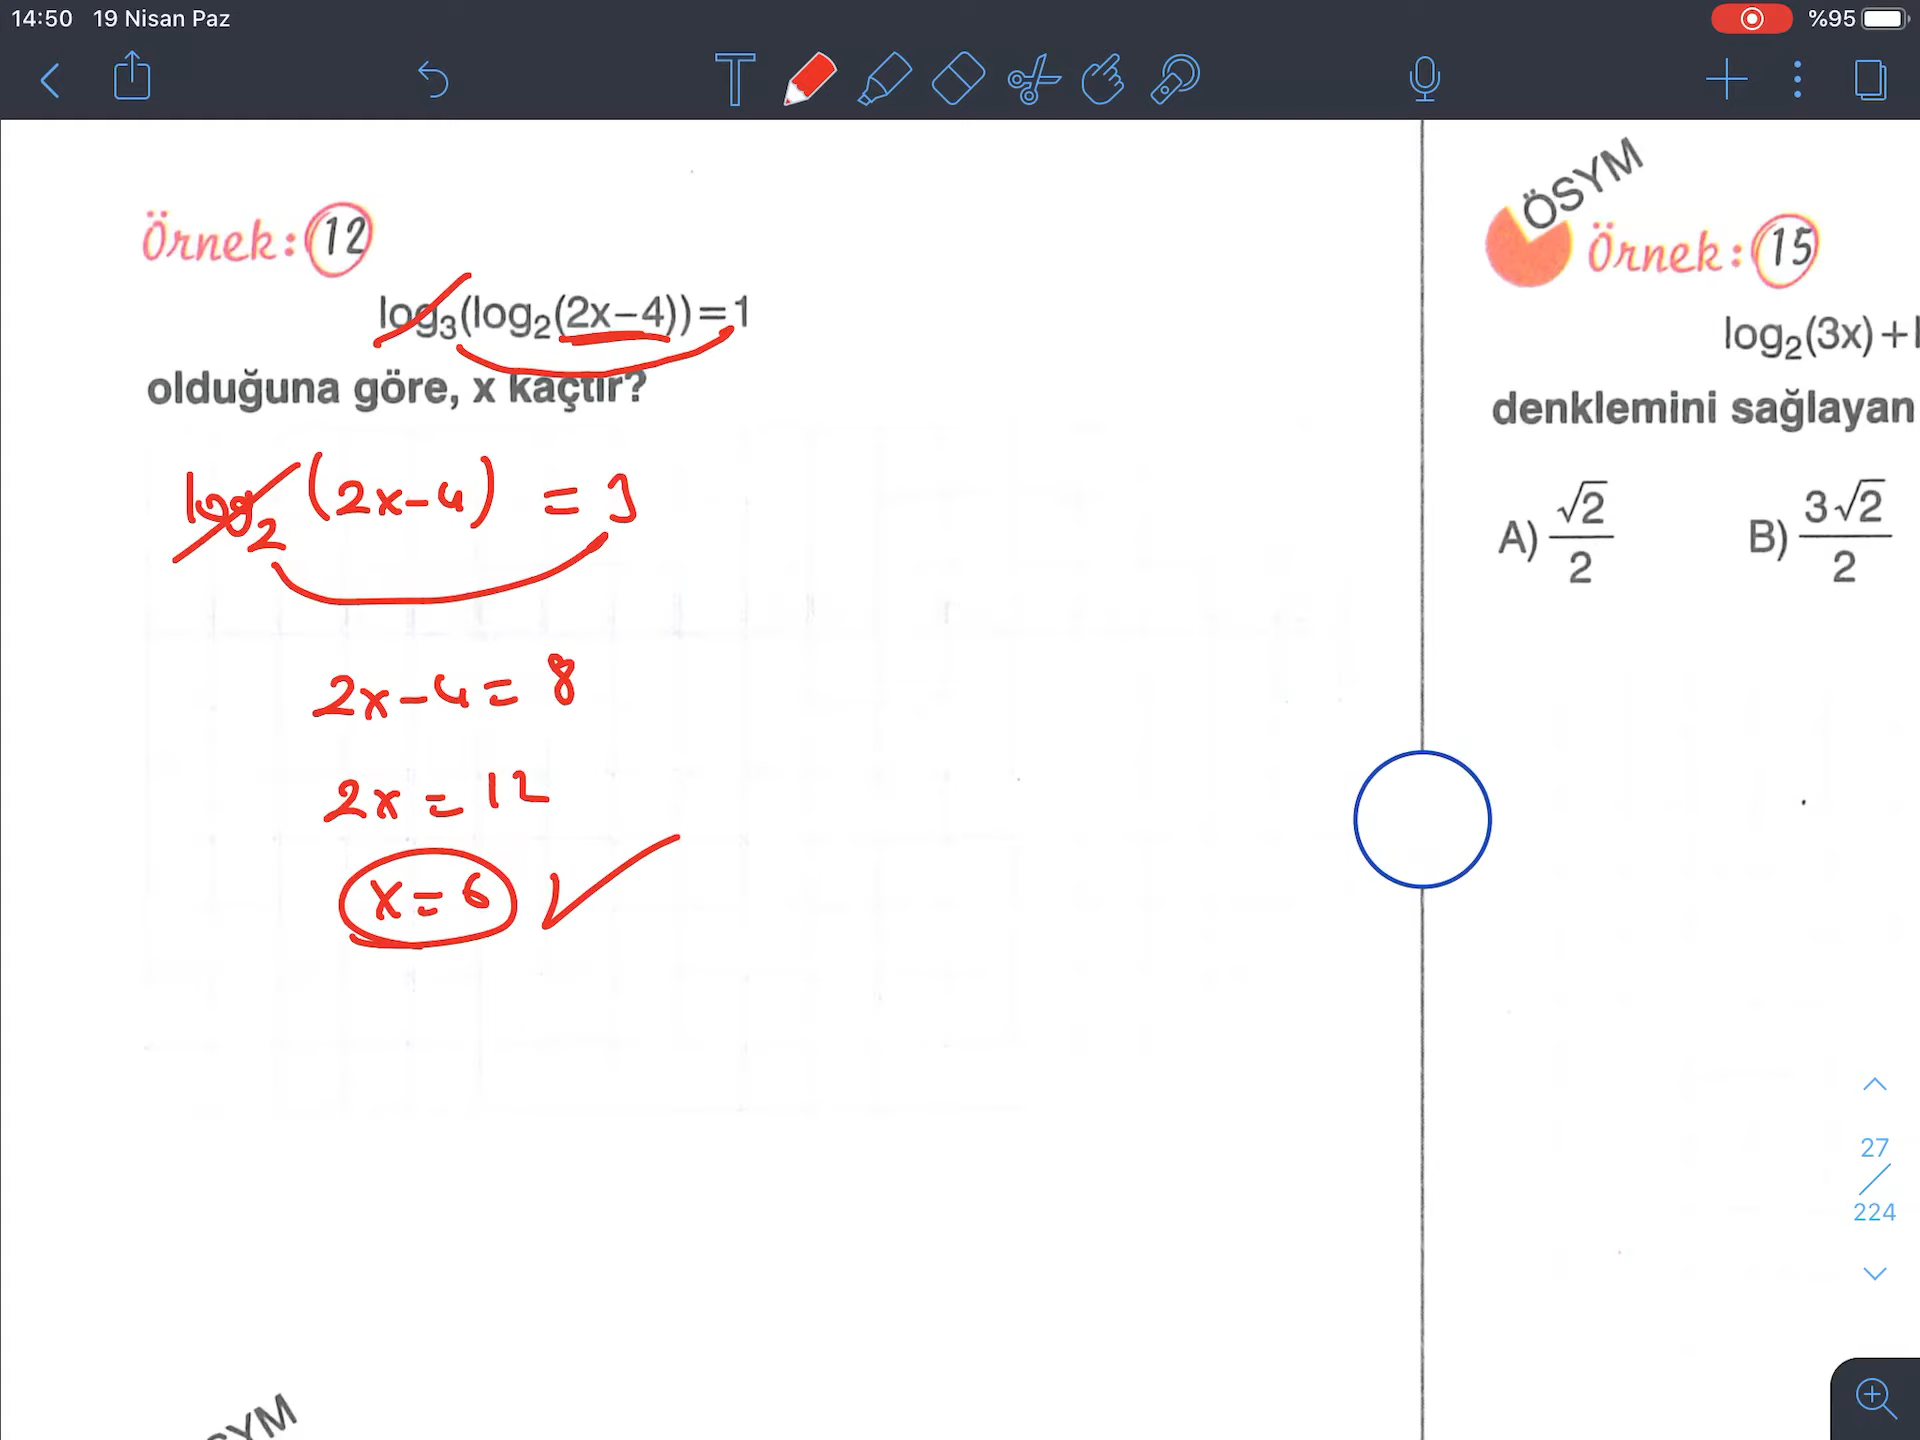 14:50 19 Nisan Paz
%95
T
Örnek: 12
log₃(log₂(2x–4))=1
olduğuna göre, x kaçtır?
log₂ (2x-4) = 3
2x-4= 8
2x = 12
x= 6
ÖSYM
Örnek: 15
log₂(3x)+
denklemini sağlayan
A) √2/2
B) 3√2/2
27
/
224
SYM